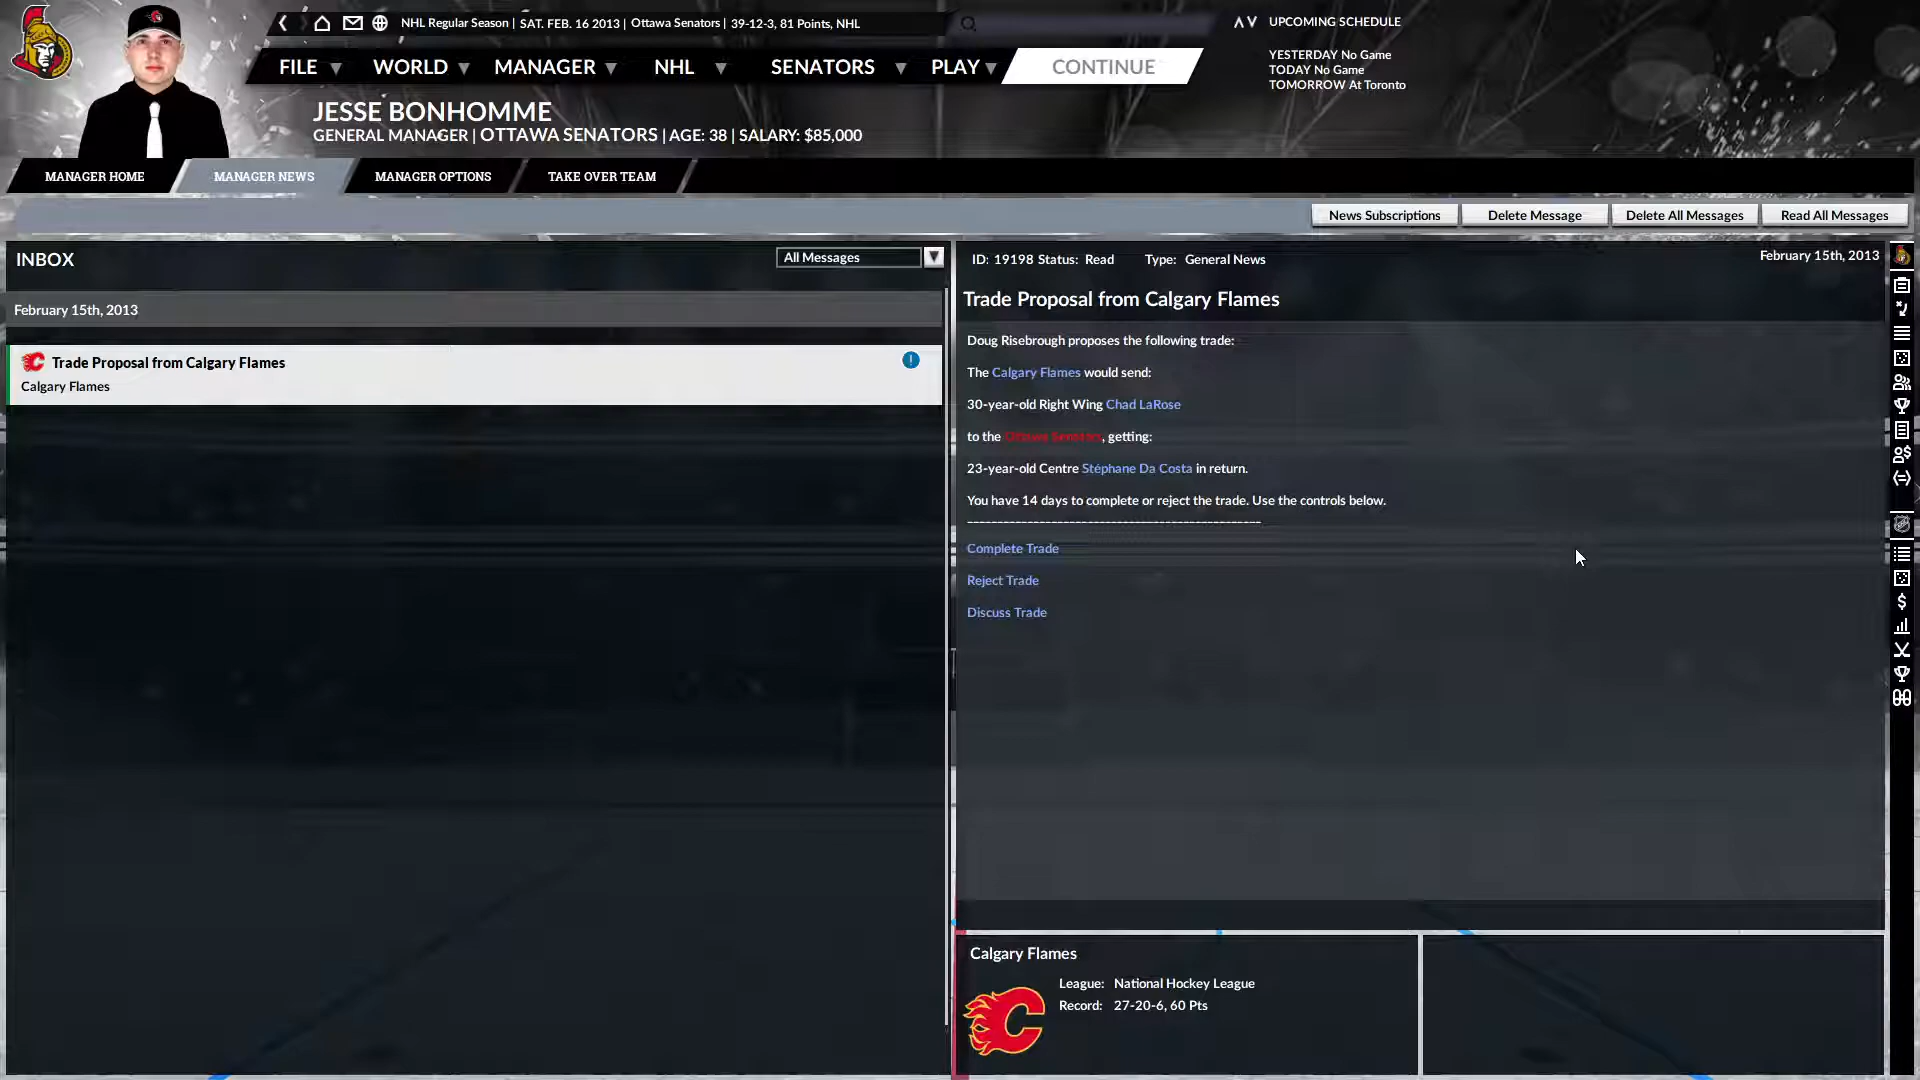 NHL Regular Season | SAT. FEB. 16 2013 | Ottawa Senators | 39-12-3, 81 Points, NHL
UPCOMING SCHEDULE
YESTERDAY No Game
TODAY No Game
TOMORROW At Toronto
FILE WORLD MANAGER NHL SENATORS PLAY CONTINUE
JESSE BONHOMME
GENERAL MANAGER | OTTAWA SENATORS | AGE: 38 | SALARY: $85,000
MANAGER HOME MANAGER NEWS MANAGER OPTIONS TAKE OVER TEAM
News Subscriptions Delete Message Delete All Messages Read All Messages
INBOX All Messages
February 15th, 2013
Trade Proposal from Calgary Flames
Calgary Flames
ID: 19198 Status: Read Type: General News February 15th, 2013
Trade Proposal from Calgary Flames
Doug Risebrough proposes the following trade:
The Calgary Flames would send:
30-year-old Right Wing Chad LaRose
to the Ottawa Senators, getting:
23-year-old Centre Stéphane Da Costa in return.
You have 14 days to complete or reject the trade. Use the controls below.
Complete Trade
Reject Trade
Discuss Trade
Calgary Flames
League: National Hockey League
Record: 27-20-6, 60 Pts